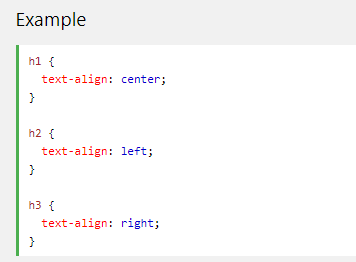 Example
h1 {
  text-align: center;
}

h2 {
  text-align: left;
}

h3 {
  text-align: right;
}